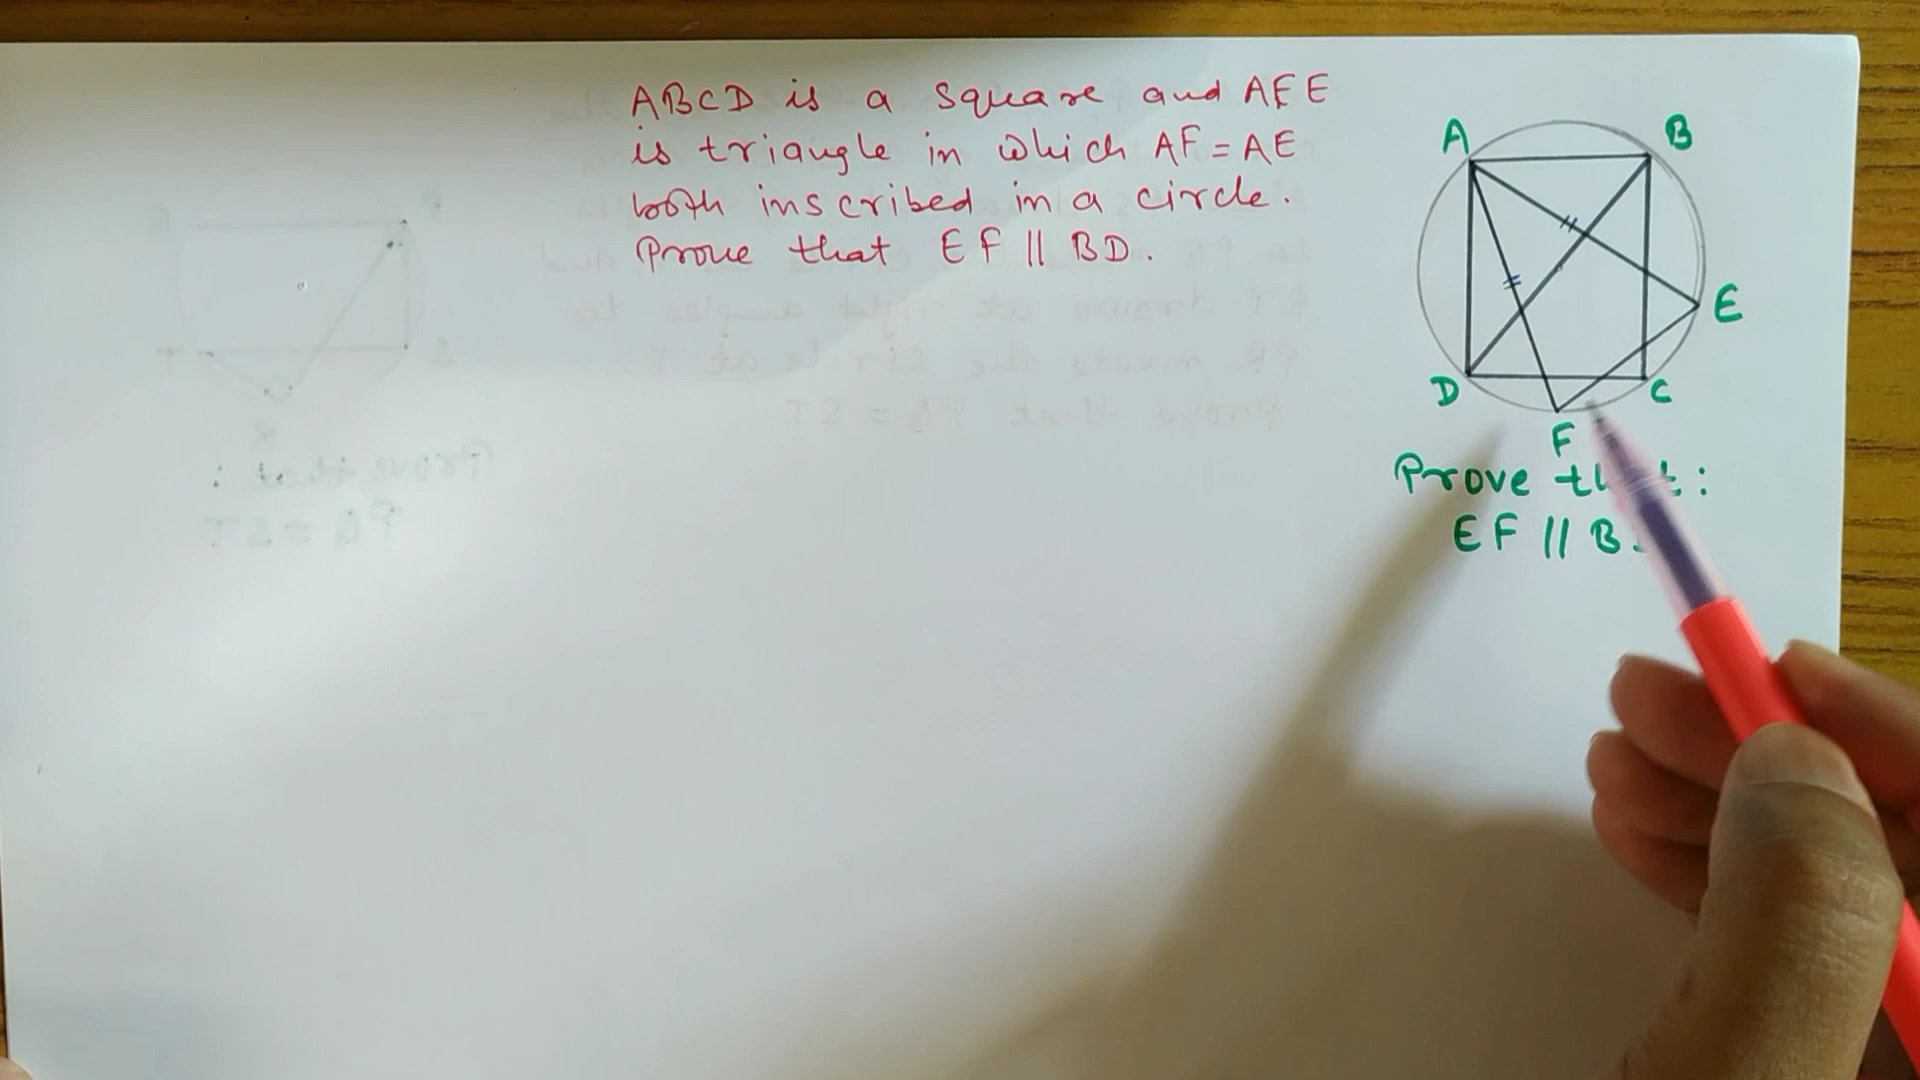 ABCD is a square and AFE
is triangle in which AF = AE
both inscribed in a circle.
Prove that EF || BD.
A
B
E
D
C
F
Prove that:
EF || B